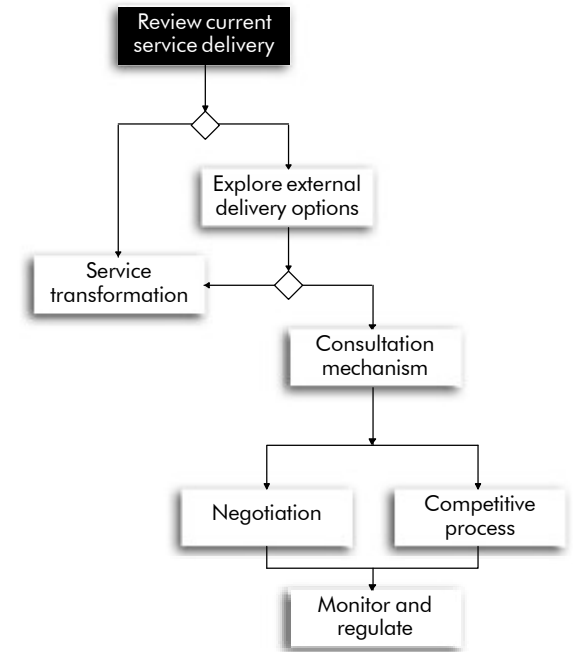 Review current
service delivery
Explore external
delivery options
Service
transformation
Consultation
mechanism
Negotiation
Competitive
process
Monitor and
regulate